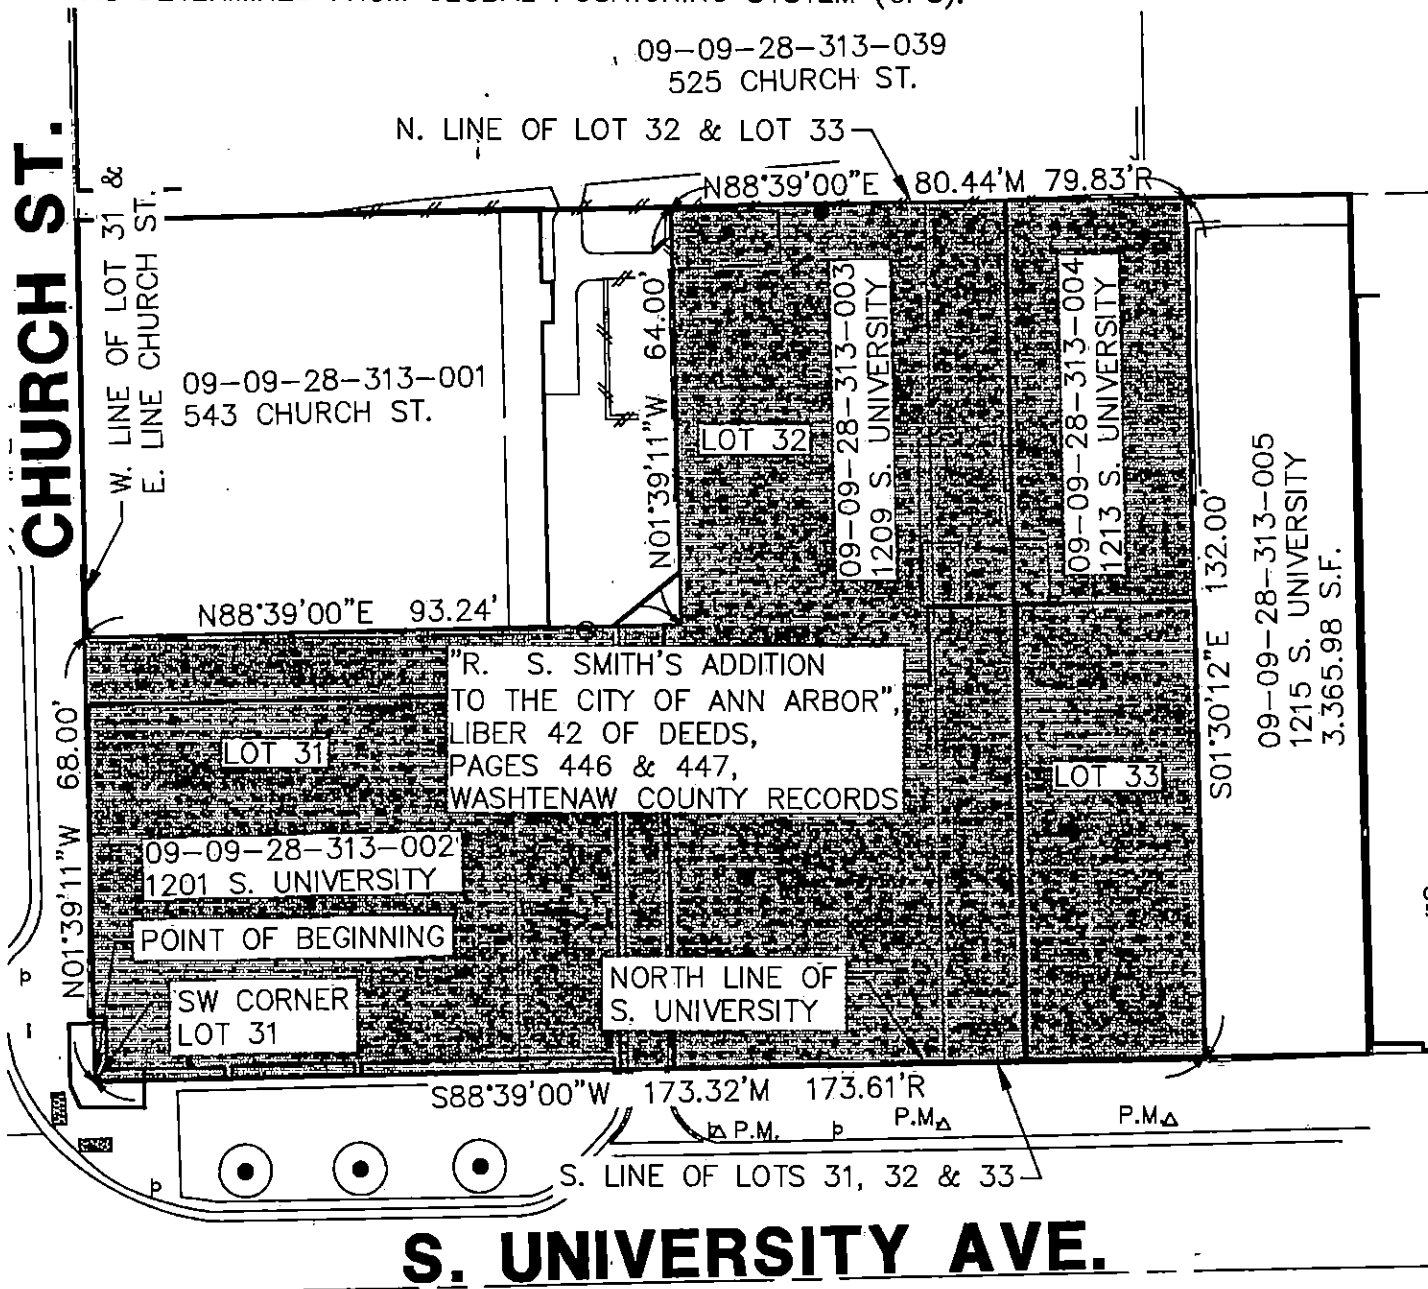 GLOBAL POSITIONING SYSTEM (GPS).
09-09-28-313-039
525 CHURCH ST.
N. LINE OF LOT 32 & LOT 33
CHURCH ST.
W. LINE OF LOT 31 &
E. LINE CHURCH ST.
N88°39'00"E 80.44'M 79.83'R
09-09-28-313-001
543 CHURCH ST.
N01°39'11"W 64.00'
LOT 32
09-09-28-313-003
1209 S. UNIVERSITY
09-09-28-313-004
1213 S. UNIVERSITY
S01°30'12"E 132.00'
09-09-28-313-005
1215 S. UNIVERSITY
3,365.98 S.F.
N88°39'00"E 93.24'
"R. S. SMITH'S ADDITION
TO THE CITY OF ANN ARBOR",
LIBER 42 OF DEEDS,
PAGES 446 & 447,
WASHTENAW COUNTY RECORDS
N01°39'11"W 68.00'
LOT 31
LOT 33
09-09-28-313-002
1201 S. UNIVERSITY
POINT OF BEGINNING
SW CORNER
LOT 31
NORTH LINE OF
S. UNIVERSITY
S88°39'00"W 173.32'M 173.61'R
P.M.
P.M.
P.M.
S. LINE OF LOTS 31, 32 & 33
S. UNIVERSITY AVE.